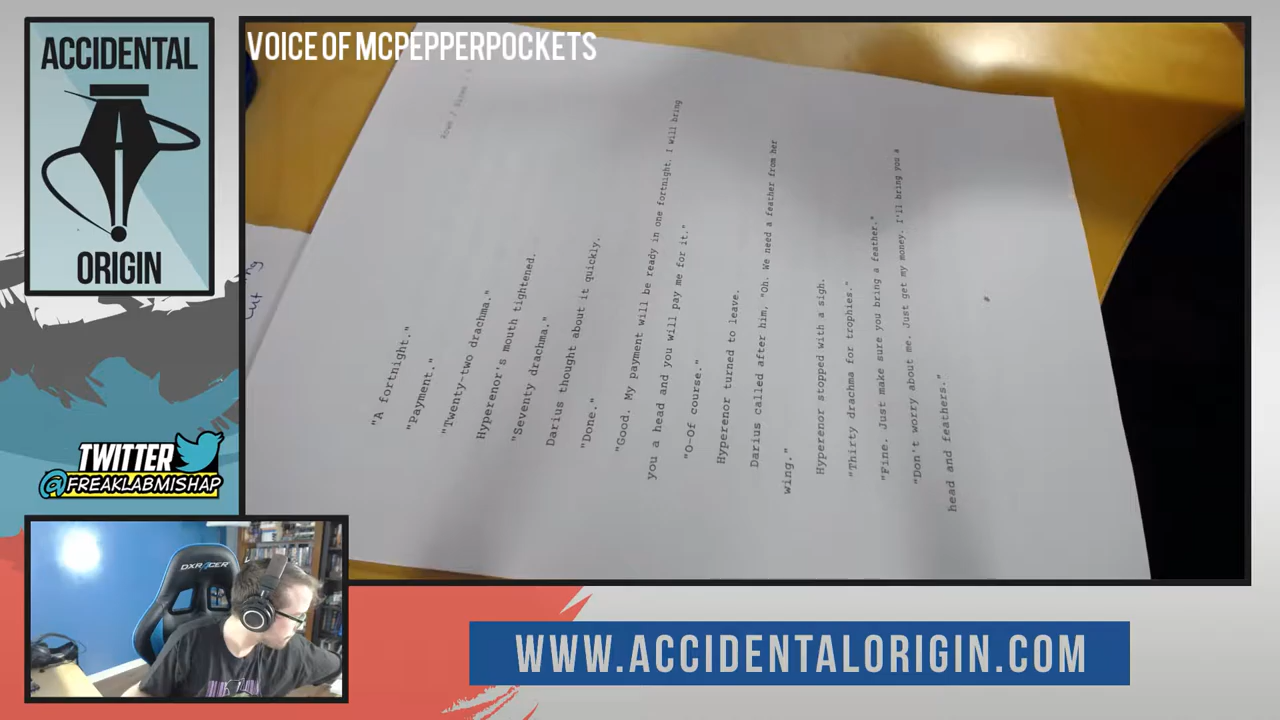 ACCIDENTAL
ORIGIN
VOICE OF MCPEPPERPOCKETS
"A fortnight."
"Payment."
"Twenty-two drachma."
Hyperenor's mouth tightened.
"Seventy drachma."
Darius thought about it quickly.
"Done."
"Good. My payment will be ready in one fortnight. I will bring
you a head and you will pay me for it."
"O-Of course."
Hyperenor turned to leave.
Darius called after him, "Oh. We need a feather from her
wing."
Hyperenor stopped with a sigh.
"Thirty drachma for trophies."
"Fine. Just make sure you bring a feather."
"Don't worry about me. Just get my money. I'll bring you a
head and feathers."
#
cut
TWITTER
@FREAKLABMISHAP
DXRACER
WWW.ACCIDENTALORIGIN.COM